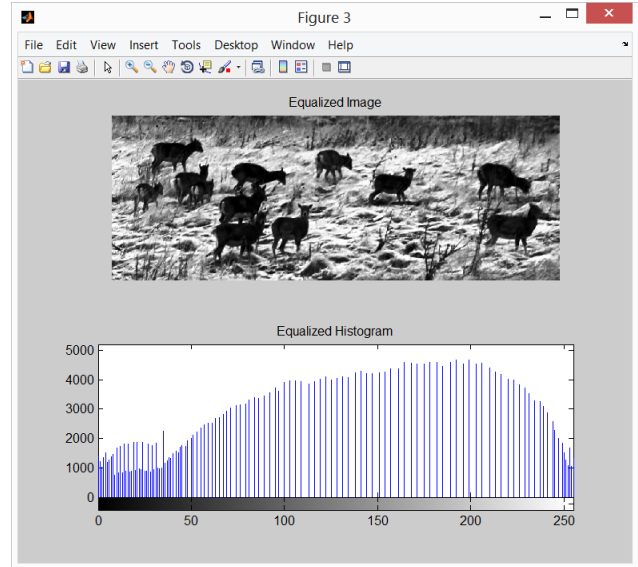 Figure 3
File Edit View Insert Tools Desktop Window Help
Equalized Image
Equalized Histogram
5000
4000
3000
2000
1000
0
0 50 100 150 200 250